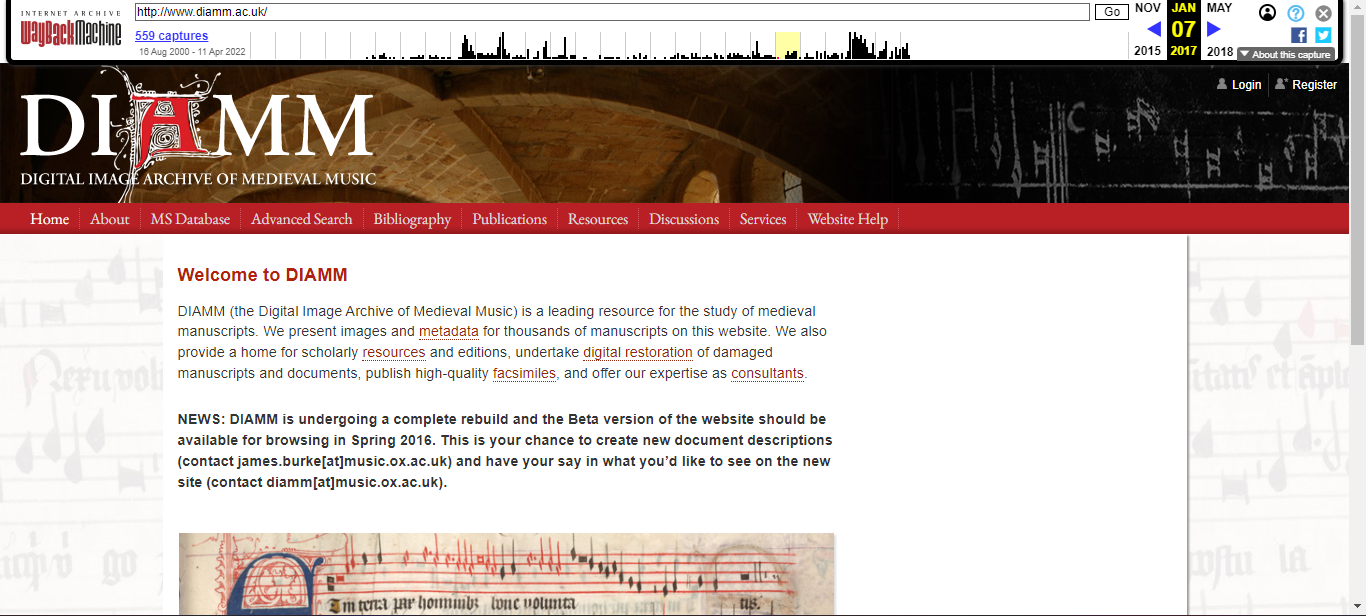 INTERNET ARCHIVE
WayBackMachine
http://www.diamm.ac.uk/
Go
559 captures
16 Aug 2000 - 11 Apr 2022
NOV JAN MAY
07
2015 2017 2018
About this capture
Login Register
DIAMM
DIGITAL IMAGE ARCHIVE OF MEDIEVAL MUSIC
Home About MS Database Advanced Search Bibliography Publications Resources Discussions Services Website Help
Welcome to DIAMM
DIAMM (the Digital Image Archive of Medieval Music) is a leading resource for the study of medieval
manuscripts. We present images and metadata for thousands of manuscripts on this website. We also
provide a home for scholarly resources and editions, undertake digital restoration of damaged
manuscripts and documents, publish high-quality facsimiles, and offer our expertise as consultants.
NEWS: DIAMM is undergoing a complete rebuild and the Beta version of the website should be
available for browsing in Spring 2016. This is your chance to create new document descriptions
(contact james.burke[at]music.ox.ac.uk) and have your say in what you’d like to see on the new
site (contact diamm[at]music.ox.ac.uk).